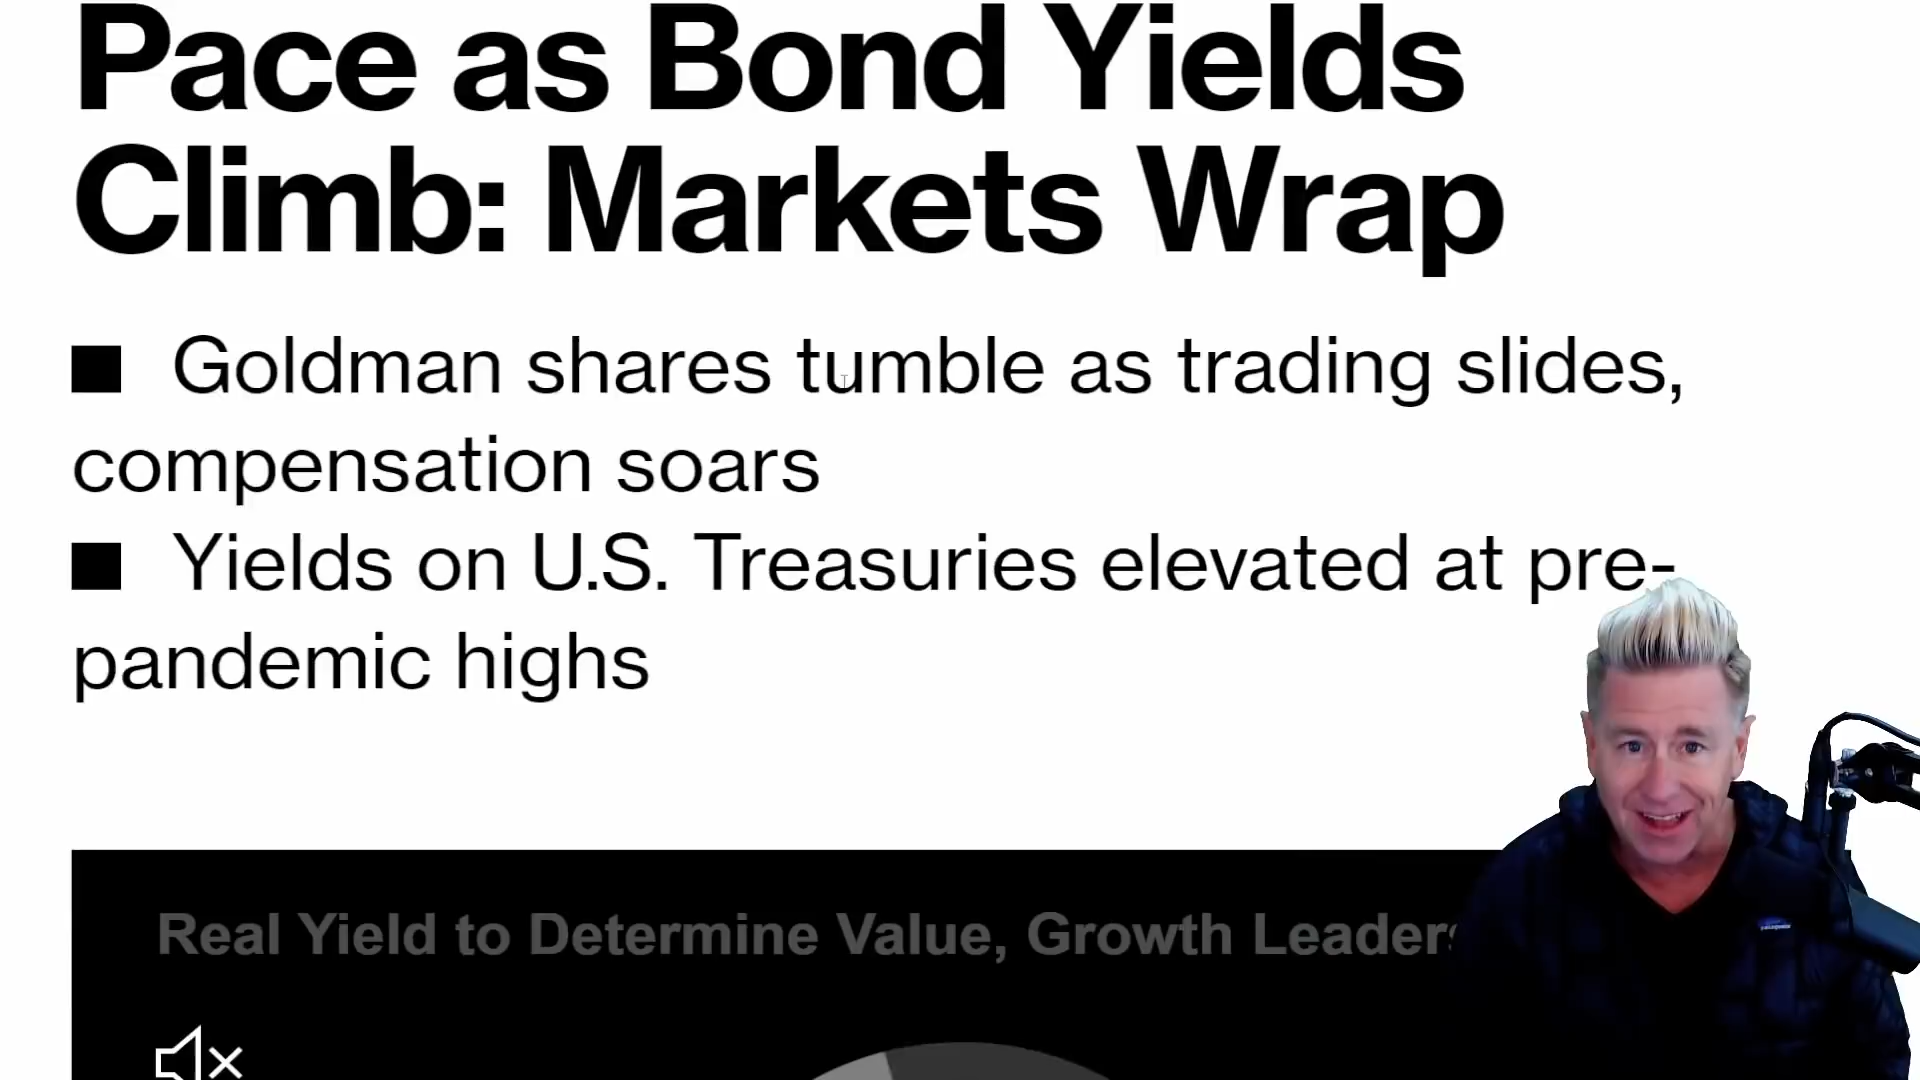 Pace as Bond Yields
Climb: Markets Wrap
Goldman shares tumble as trading slides,
compensation soars
Yields on U.S. Treasuries elevated at pre-
pandemic highs
Real Yield to Determine Value, Growth Leaders